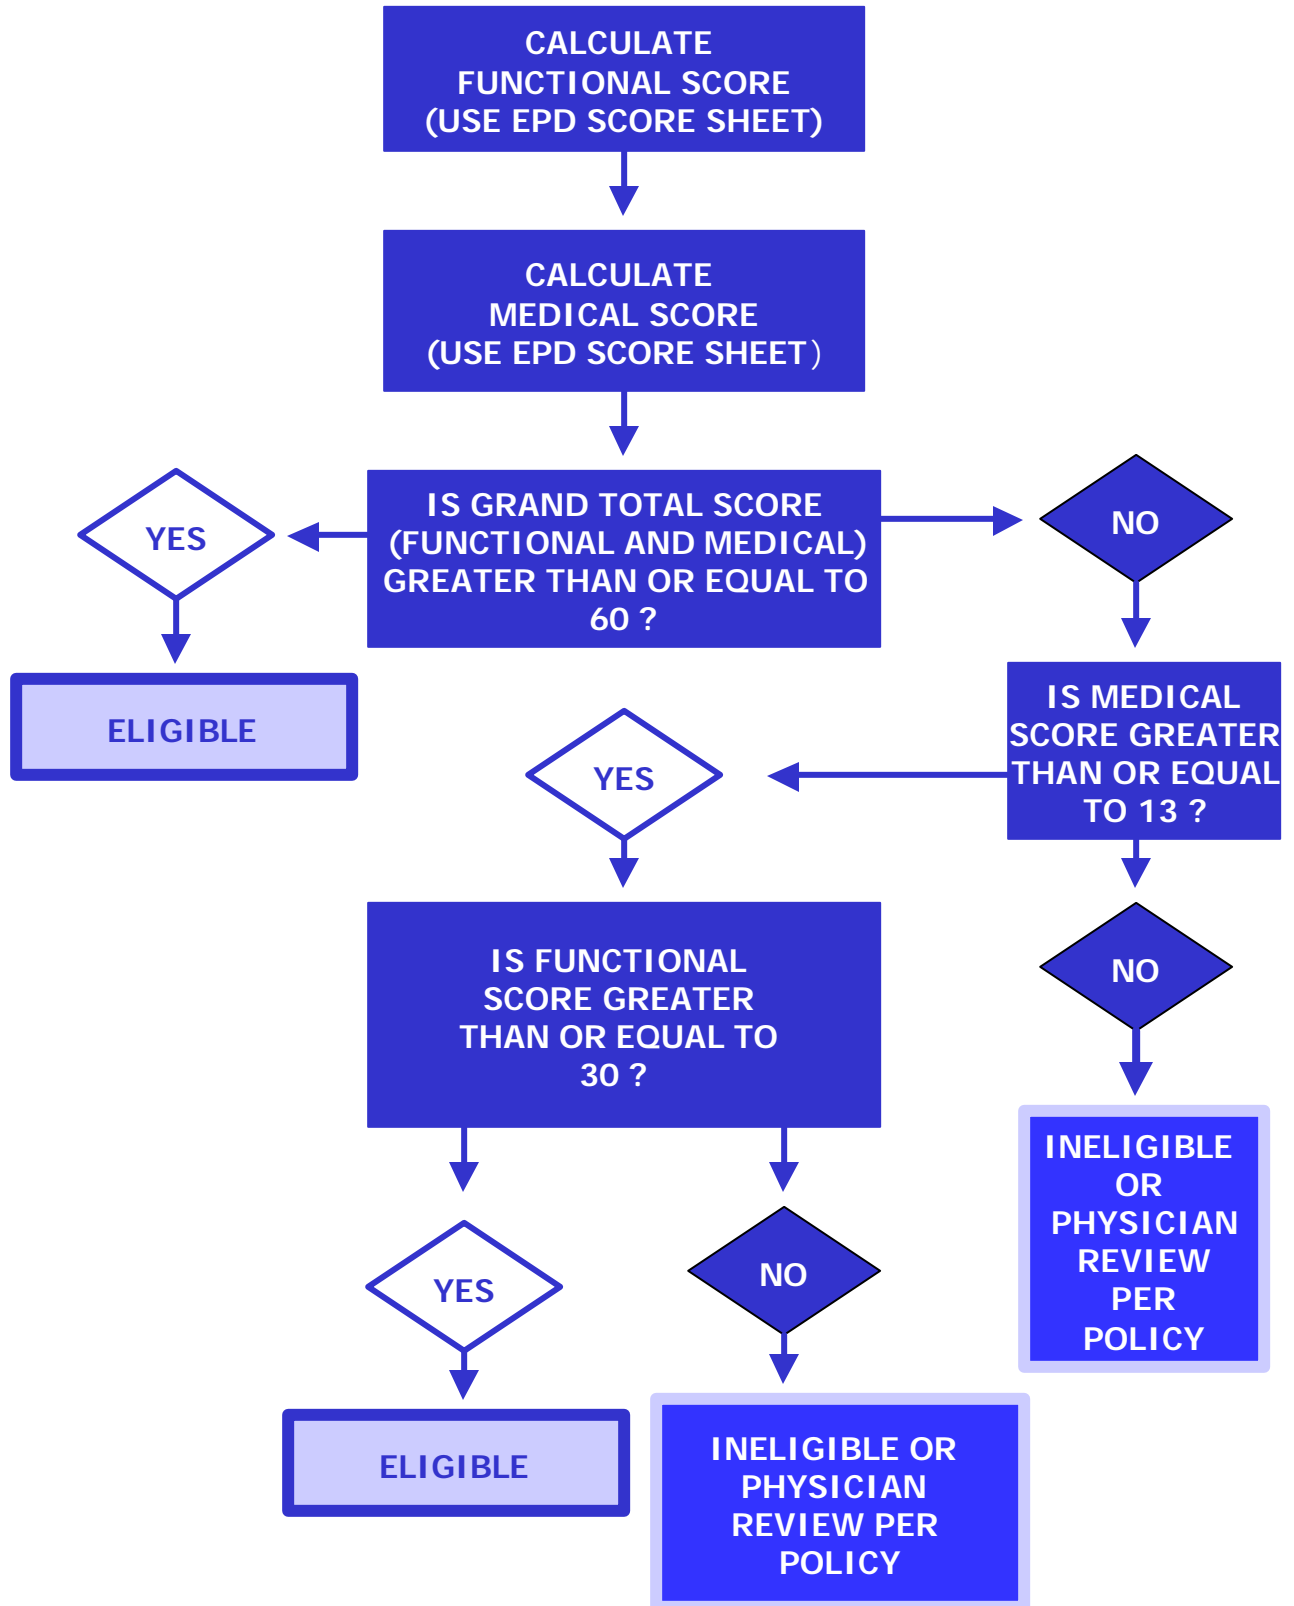 CALCULATE
FUNCTIONAL SCORE
(USE EPD SCORE SHEET)
CALCULATE
MEDICAL SCORE
(USE EPD SCORE SHEET)
YES
IS GRAND TOTAL SCORE
(FUNCTIONAL AND MEDICAL)
GREATER THAN OR EQUAL TO
60 ?
NO
ELIGIBLE
IS MEDICAL
SCORE GREATER
THAN OR EQUAL
TO 13 ?
YES
IS FUNCTIONAL
SCORE GREATER
THAN OR EQUAL TO
30 ?
NO
INELIGIBLE
OR
PHYSICIAN
REVIEW
PER
POLICY
YES
NO
ELIGIBLE
INELIGIBLE OR
PHYSICIAN
REVIEW PER
POLICY